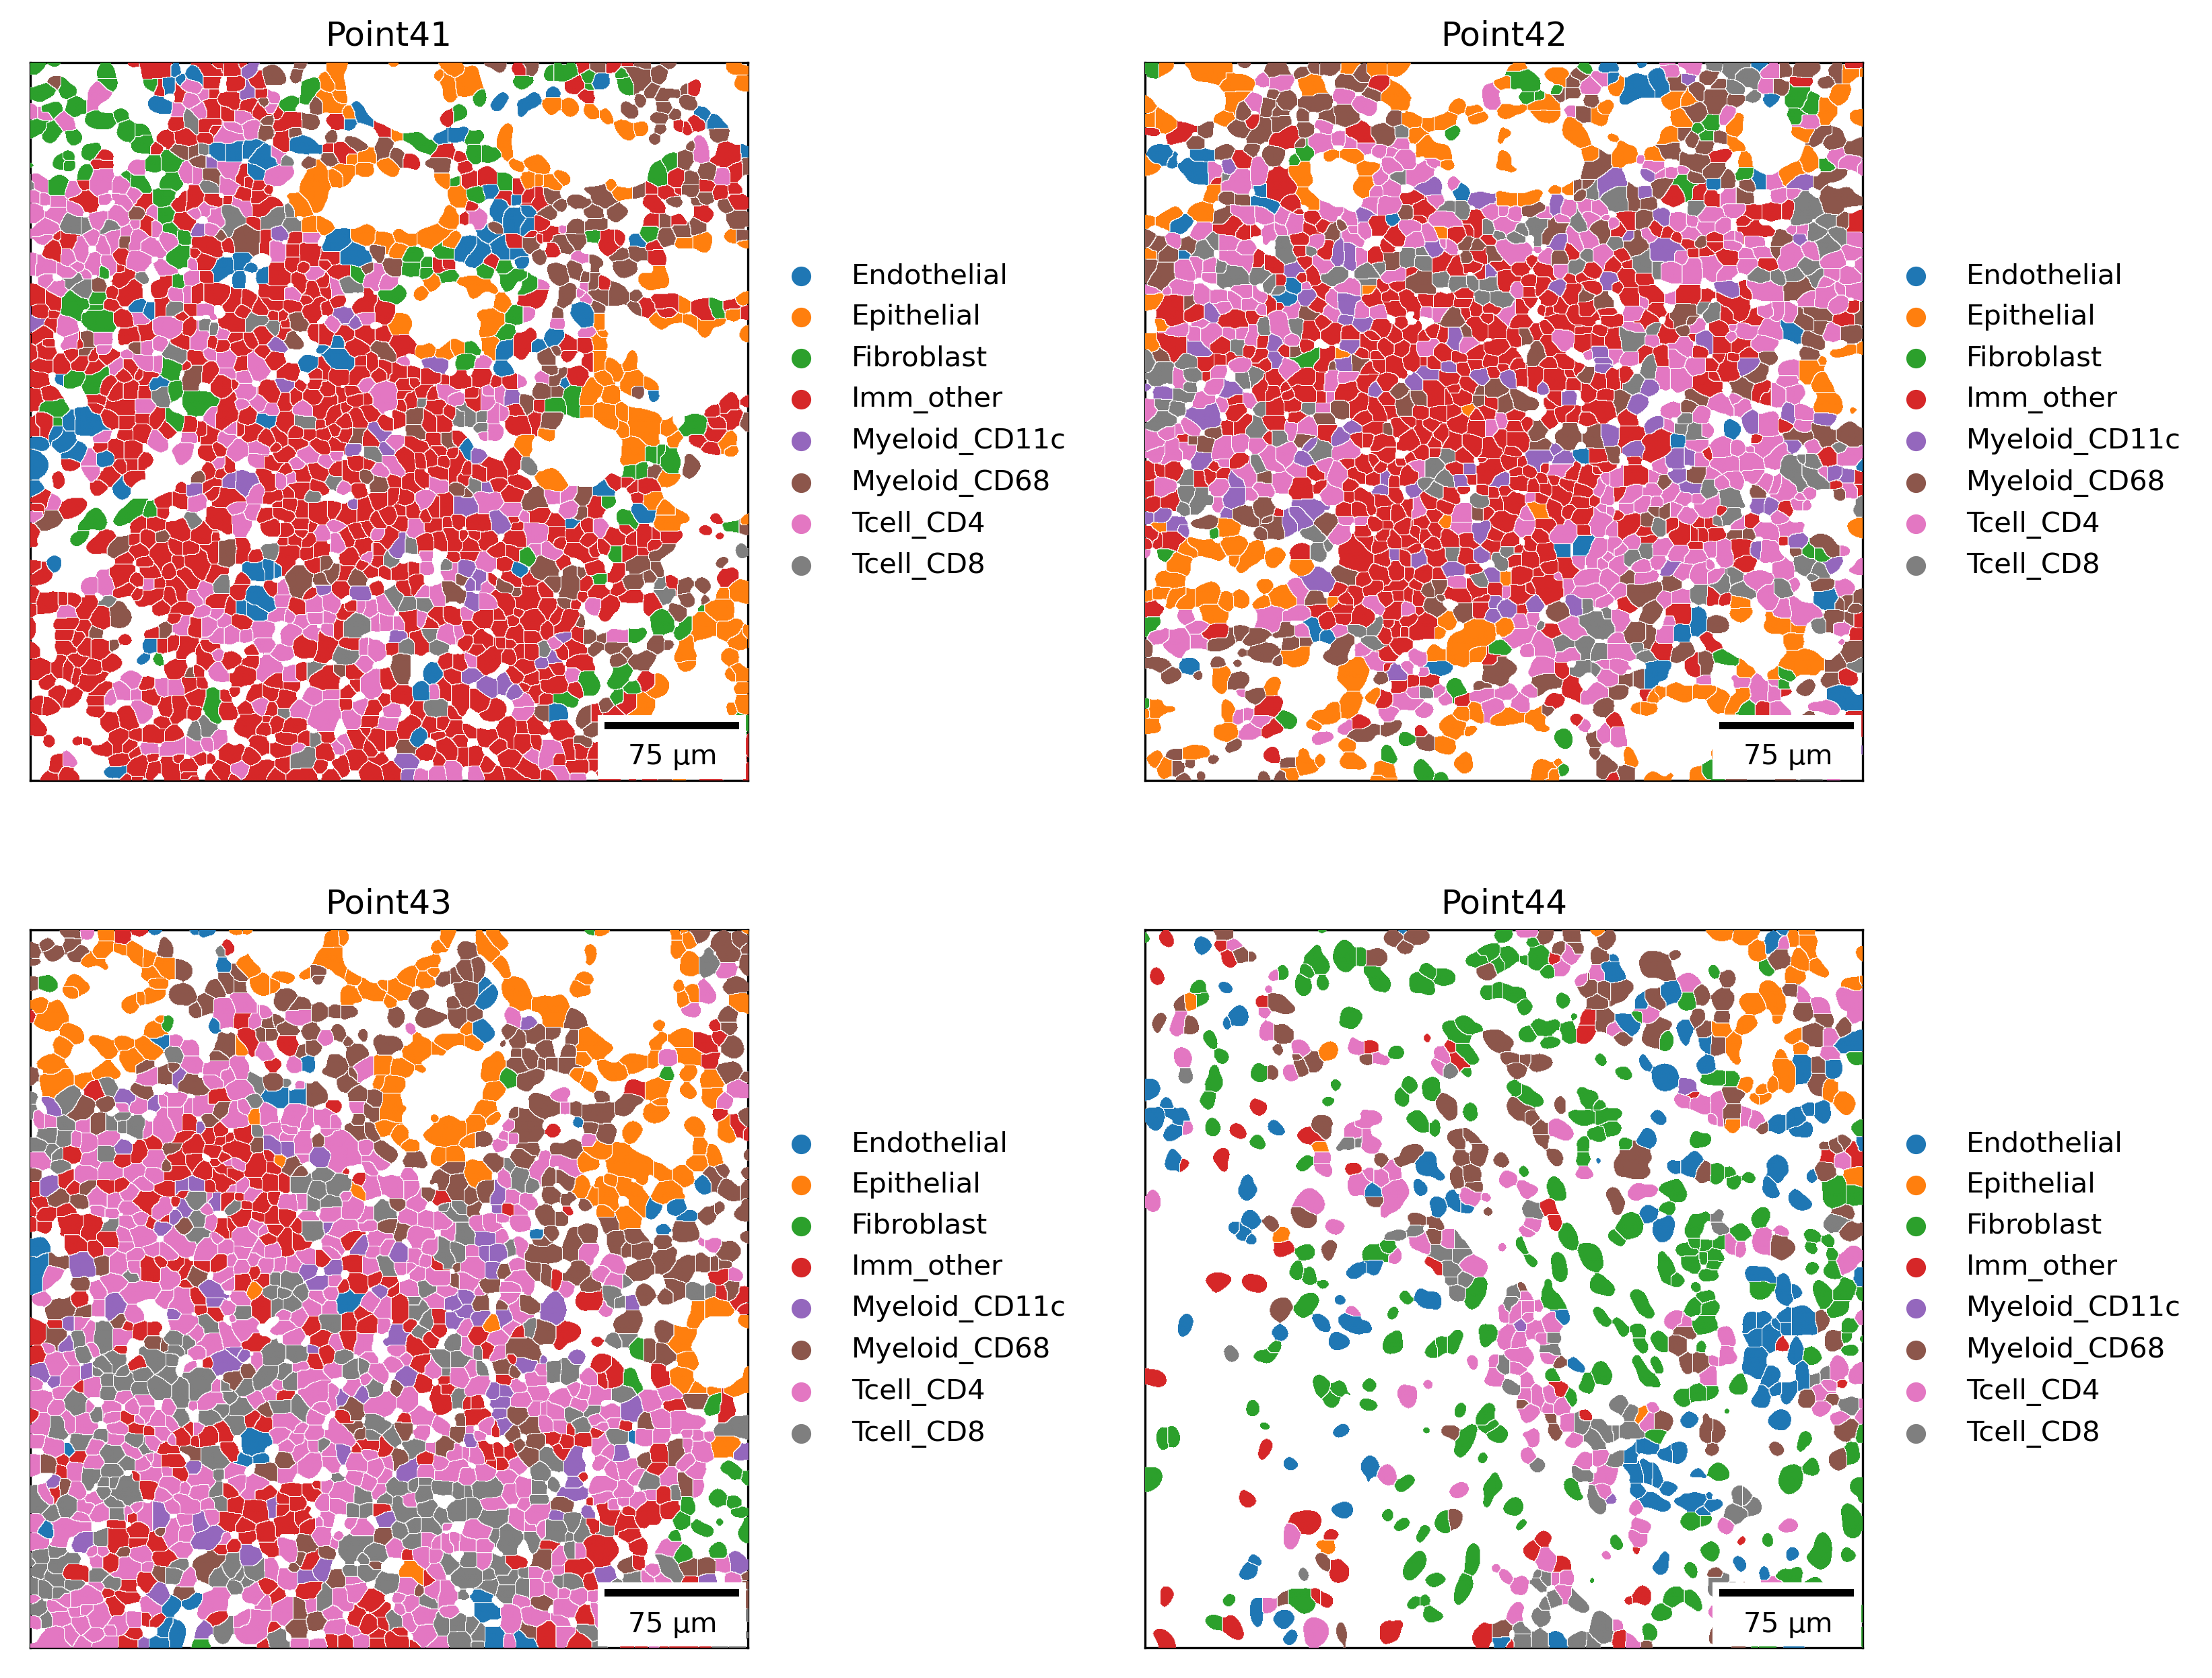 Point41
Endothelial
Epithelial
Fibroblast
Imm_other
Myeloid_CD11c
Myeloid_CD68
Tcell_CD4
Tcell_CD8
75 µm
Point42
Endothelial
Epithelial
Fibroblast
Imm_other
Myeloid_CD11c
Myeloid_CD68
Tcell_CD4
Tcell_CD8
75 µm
Point43
Endothelial
Epithelial
Fibroblast
Imm_other
Myeloid_CD11c
Myeloid_CD68
Tcell_CD4
Tcell_CD8
75 µm
Point44
Endothelial
Epithelial
Fibroblast
Imm_other
Myeloid_CD11c
Myeloid_CD68
Tcell_CD4
Tcell_CD8
75 µm